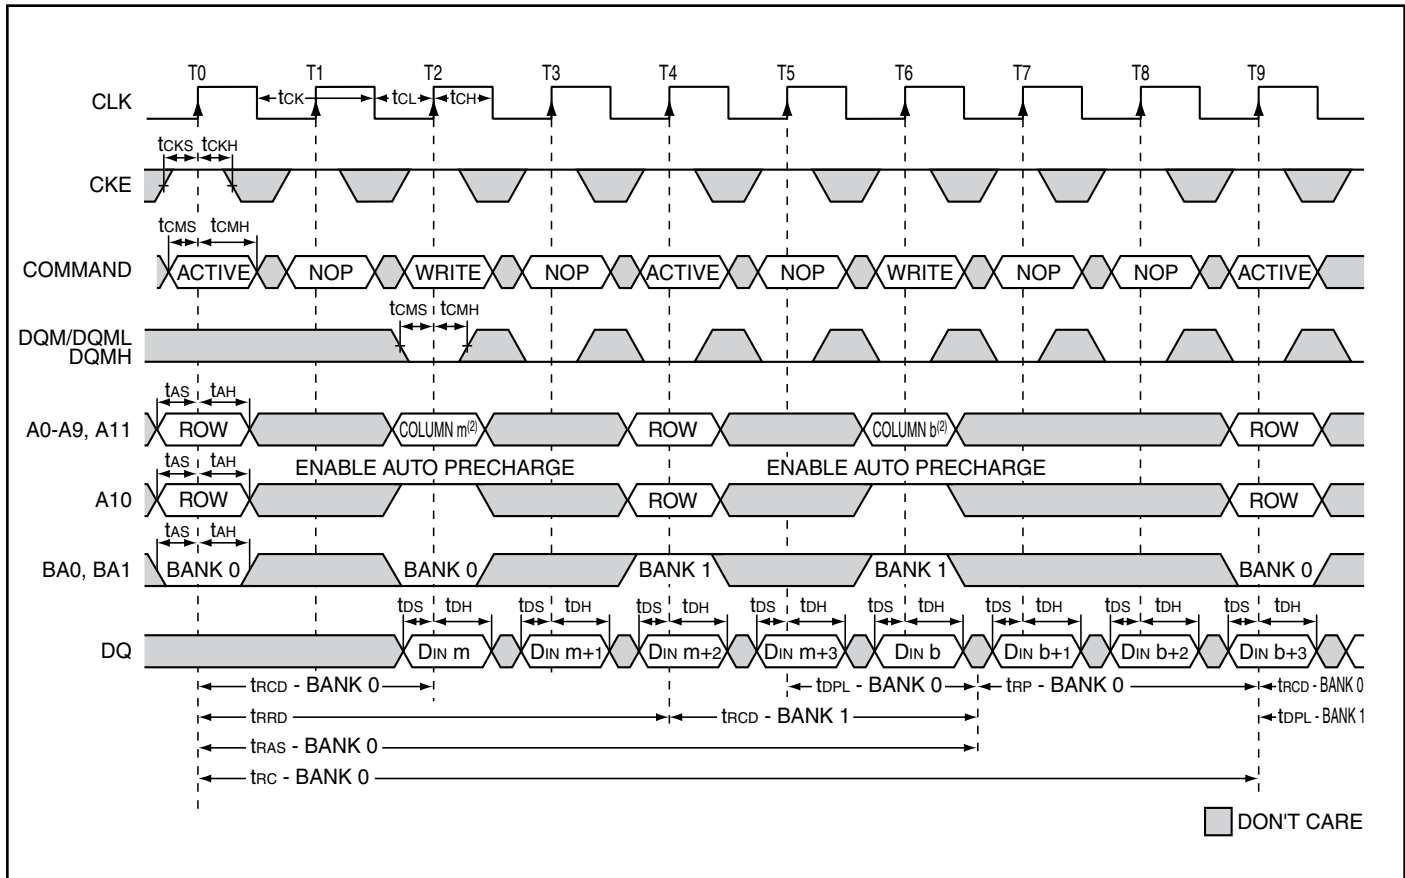 T0 T1 T2 T3 T4 T5 T6 T7 T8 T9
CLK tCK tCL tCH
tCKS tCKH
CKE
tCMS tCMH
COMMAND ACTIVE NOP WRITE NOP ACTIVE NOP WRITE NOP NOP ACTIVE
tCMS tCMH
DQM/DQML
DQMH
tAS tAH
A0-A9, A11 ROW COLUMN m(2) ROW COLUMN b(2) ROW
tAS tAH ENABLE AUTO PRECHARGE ENABLE AUTO PRECHARGE
A10 ROW ROW ROW
tAS tAH
BA0, BA1 BANK 0 BANK 0 BANK 1 BANK 1 BANK 0
tDS tDH tDS tDH tDS tDH tDS tDH tDS tDH tDS tDH tDS tDH tDS tDH
DQ DIN m DIN m+1 DIN m+2 DIN m+3 DIN b DIN b+1 DIN b+2 DIN b+3
tRCD - BANK 0 tDPL - BANK 0 tRP - BANK 0 tRCD - BANK 0
tRRD tRCD - BANK 1 tDPL - BANK 1
tRAS - BANK 0
tRC - BANK 0
DON'T CARE